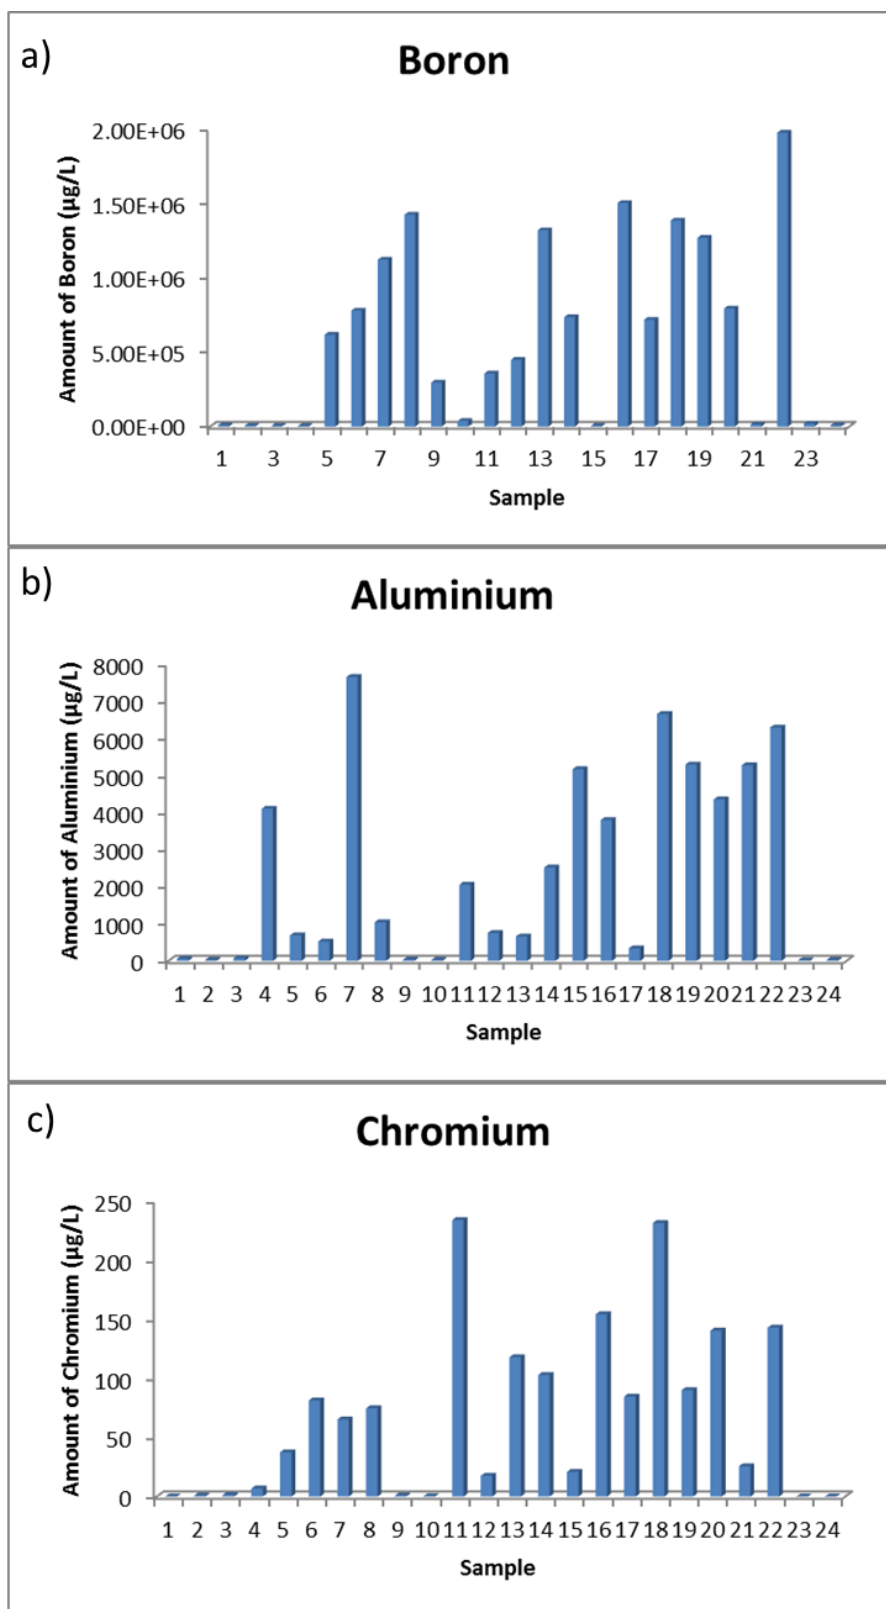 a)
Boron
Amount of Boron (µg/L)
2.00E+06
1.50E+06
1.00E+06
5.00E+05
0.00E+00
1 3 5 7 9 11 13 15 17 19 21 23
Sample
b)
Aluminium
Amount of Aluminium (µg/L)
8000
7000
6000
5000
4000
3000
2000
1000
0
1 2 3 4 5 6 7 8 9 10 11 12 13 14 15 16 17 18 19 20 21 22 23 24
Sample
c)
Chromium
Amount of Chromium (µg/L)
250
200
150
100
50
0
1 2 3 4 5 6 7 8 9 10 11 12 13 14 15 16 17 18 19 20 21 22 23 24
Sample